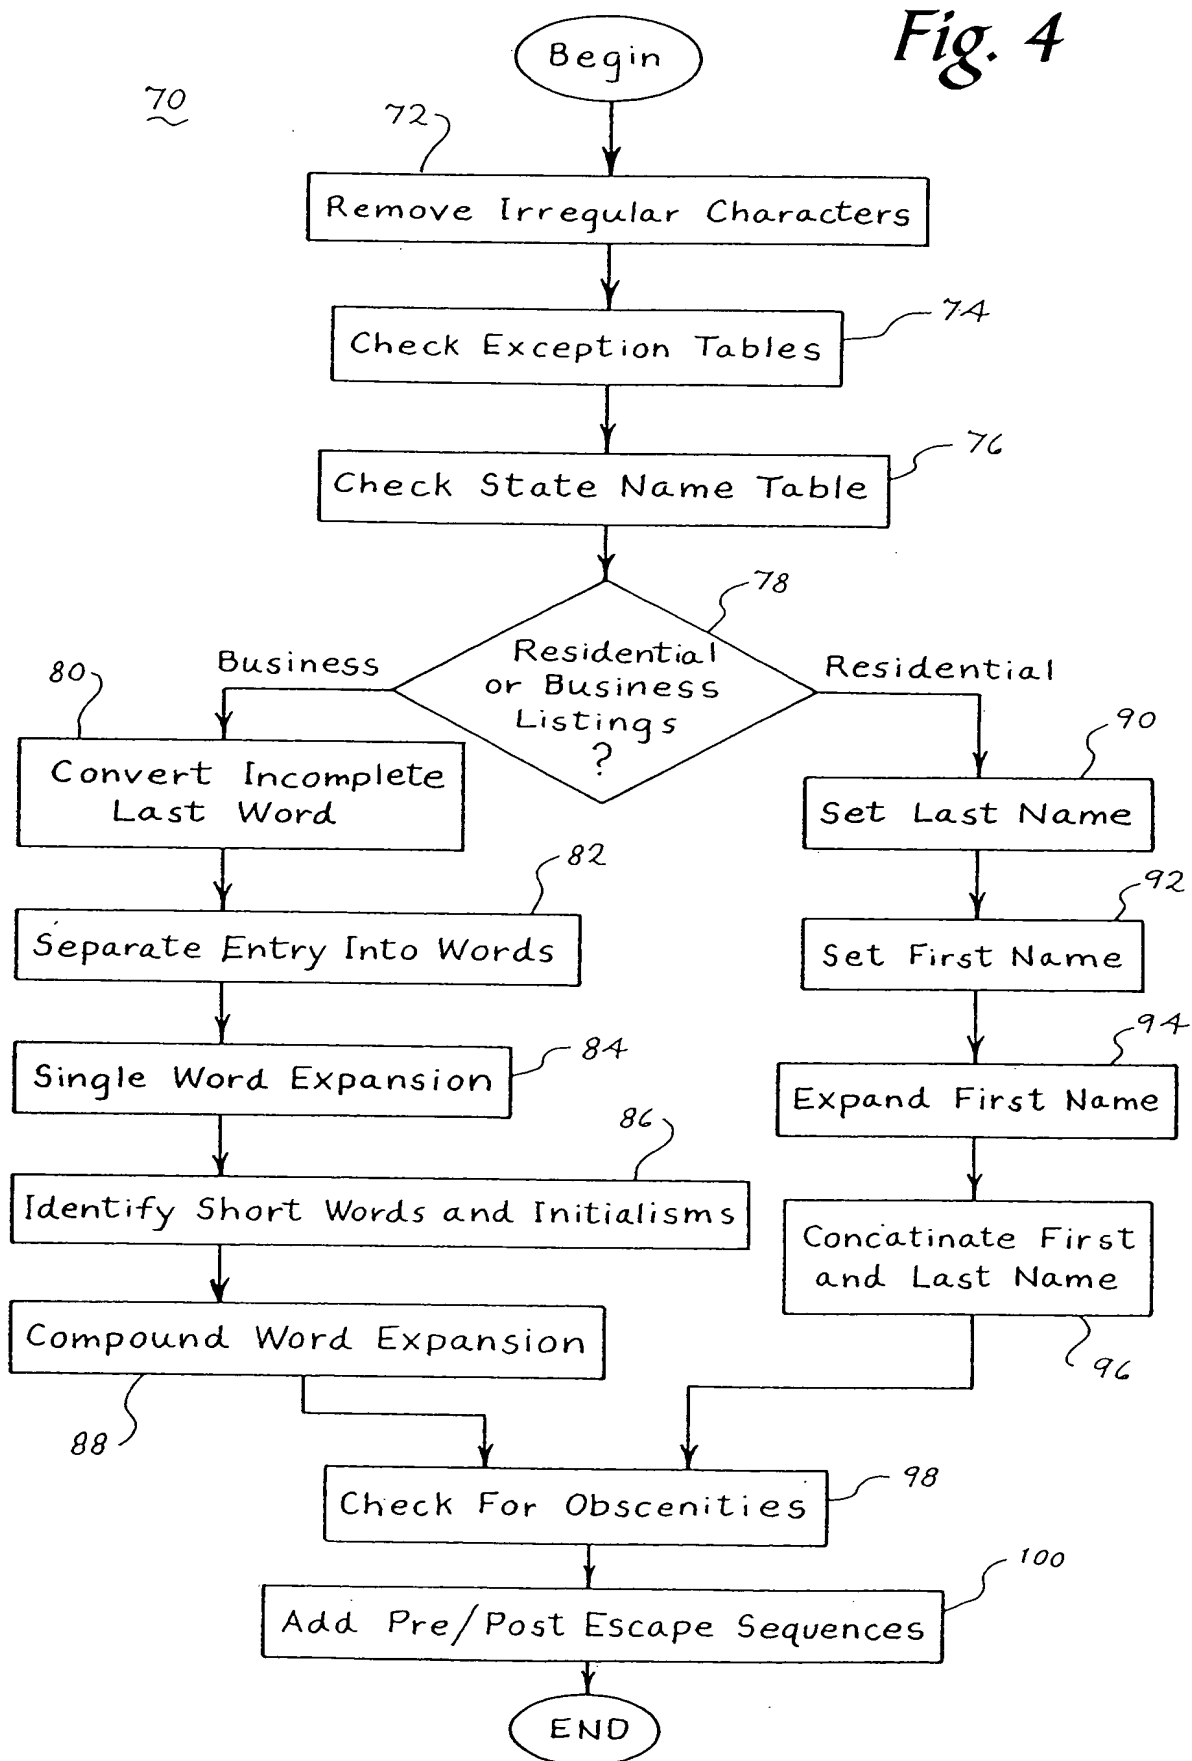 Fig. 4
Begin
70
72
Remove Irregular Characters
74
Check Exception Tables
76
Check State Name Table
78
Residential
or Business
Listings
?
Business
Residential
80
Convert Incomplete
Last Word
90
Set Last Name
82
Separate Entry Into Words
92
Set First Name
84
Single Word Expansion
94
Expand First Name
86
Identify Short Words and Initialisms
Concatinate First
and Last Name
96
Compound Word Expansion
88
98
Check For Obscenities
100
Add Pre/Post Escape Sequences
END